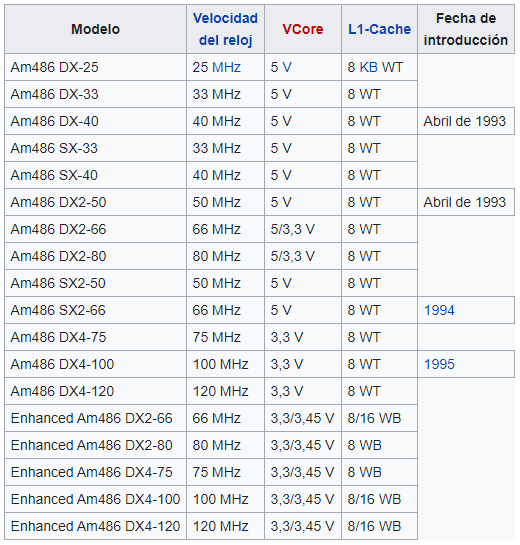 Modelo Velocidad del reloj VCore L1-Cache Fecha de introducción
Am486 DX-25 25 MHz 5 V 8 KB WT
Am486 DX-33 33 MHz 5 V 8 WT
Am486 DX-40 40 MHz 5 V 8 WT Abril de 1993
Am486 SX-33 33 MHz 5 V 8 WT
Am486 SX-40 40 MHz 5 V 8 WT
Am486 DX2-50 50 MHz 5 V 8 WT Abril de 1993
Am486 DX2-66 66 MHz 5/3,3 V 8 WT
Am486 DX2-80 80 MHz 5/3,3 V 8 WT
Am486 SX2-50 50 MHz 5 V 8 WT
Am486 SX2-66 66 MHz 5 V 8 WT 1994
Am486 DX4-75 75 MHz 3,3 V 8 WT
Am486 DX4-100 100 MHz 3,3 V 8 WT 1995
Am486 DX4-120 120 MHz 3,3 V 8 WT
Enhanced Am486 DX2-66 66 MHz 3,3/3,45 V 8/16 WB
Enhanced Am486 DX2-80 80 MHz 3,3/3,45 V 8 WB
Enhanced Am486 DX4-75 75 MHz 3,3/3,45 V 8 WB
Enhanced Am486 DX4-100 100 MHz 3,3/3,45 V 8/16 WB
Enhanced Am486 DX4-120 120 MHz 3,3/3,45 V 8/16 WB